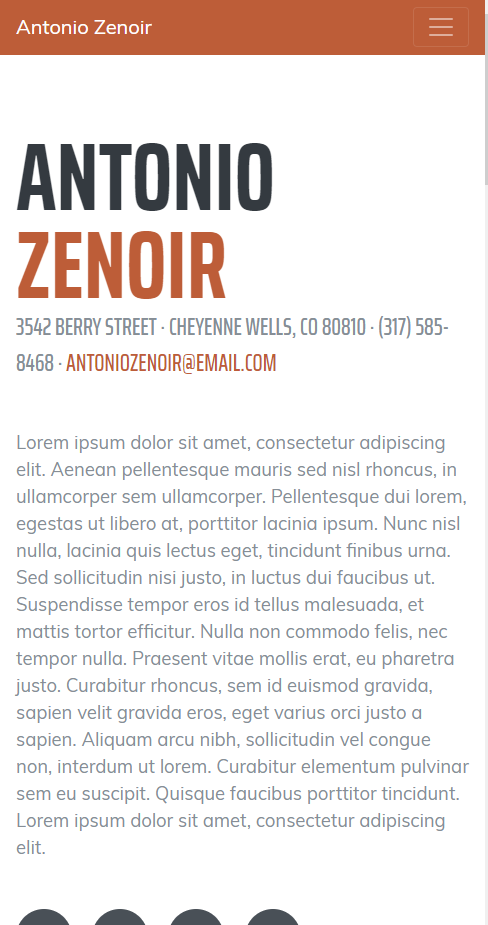 Antonio Zenoir
ANTONIO
ZENOIR
3542 BERRY STREET · CHEYENNE WELLS, CO 80810 · (317) 585-
8468 · ANTONIOZENOIR@EMAIL.COM
Lorem ipsum dolor sit amet, consectetur adipiscing
elit. Aenean pellentesque mauris sed nisl rhoncus, in
ullamcorper sem ullamcorper. Pellentesque dui lorem,
egestas ut libero at, porttitor lacinia ipsum. Nunc nisl
nulla, lacinia quis lectus eget, tincidunt finibus urna.
Sed sollicitudin nisi justo, in luctus dui faucibus ut.
Suspendisse tempor eros id tellus malesuada, et
mattis tortor efficitur. Nulla non commodo felis, nec
tempor nulla. Praesent vitae mollis erat, eu pharetra
justo. Curabitur rhoncus, sem id euismod gravida,
sapien velit gravida eros, eget varius orci justo a
sapien. Aliquam arcu nibh, sollicitudin vel congue
non, interdum ut lorem. Curabitur elementum pulvinar
sem eu suscipit. Quisque faucibus porttitor tincidunt.
Lorem ipsum dolor sit amet, consectetur adipiscing
elit.